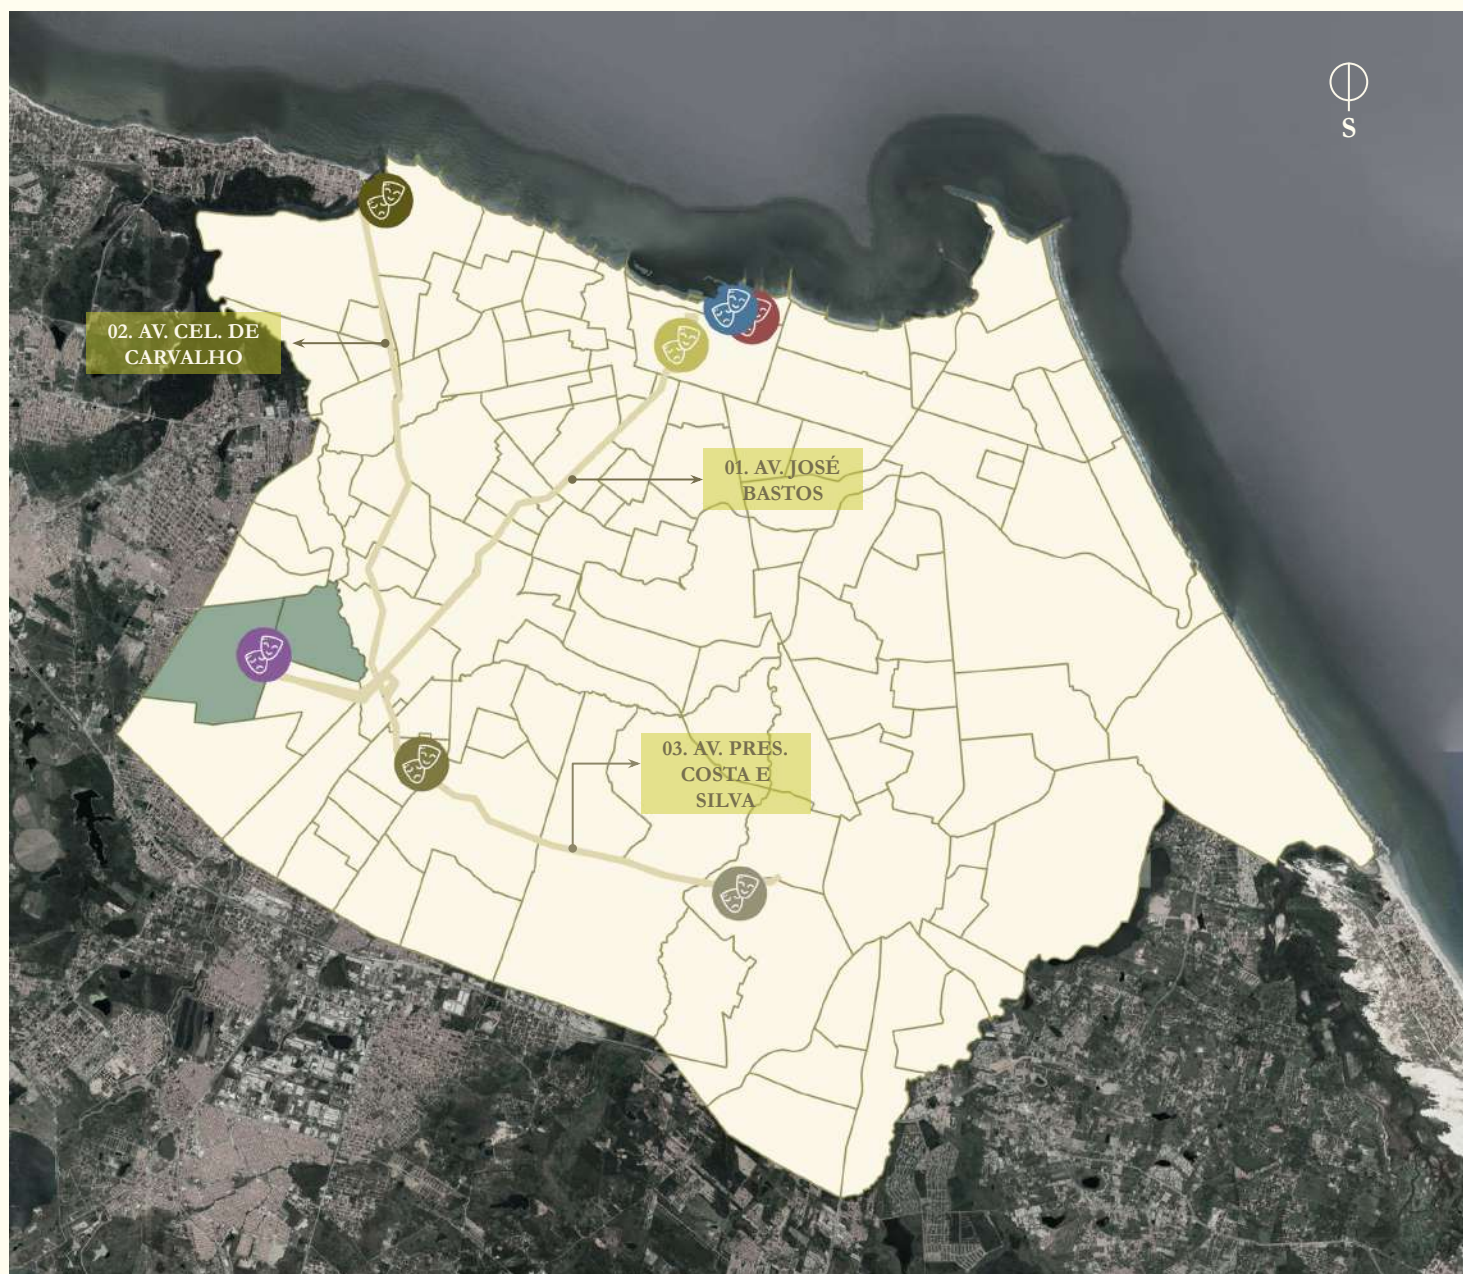 S
02. AV. CEL. DE
CARVALHO
01. AV. JOSÉ
BASTOS
03. AV. PRES.
COSTA E
SILVA